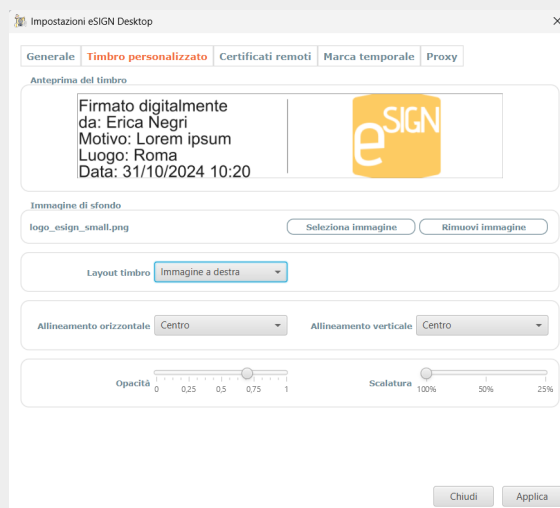 Impostazioni eSIGN Desktop
Generale Timbro personalizzato Certificati remoti Marca temporale Proxy
Anteprima del timbro
Firmato digitalmente
da: Erica Negri
Motivo: Lorem ipsum
Luogo: Roma
Data: 31/10/2024 10:20
eSIGN
Immagine di sfondo
logo_esign_small.png Seleziona immagine Rimuovi immagine
Layout timbro Immagine a destra
Allineamento orizzontale Centro Allineamento verticale Centro
Opacità 0 0,25 0,5 0,75 1 Scalatura 100% 50% 25%
Chiudi Applica